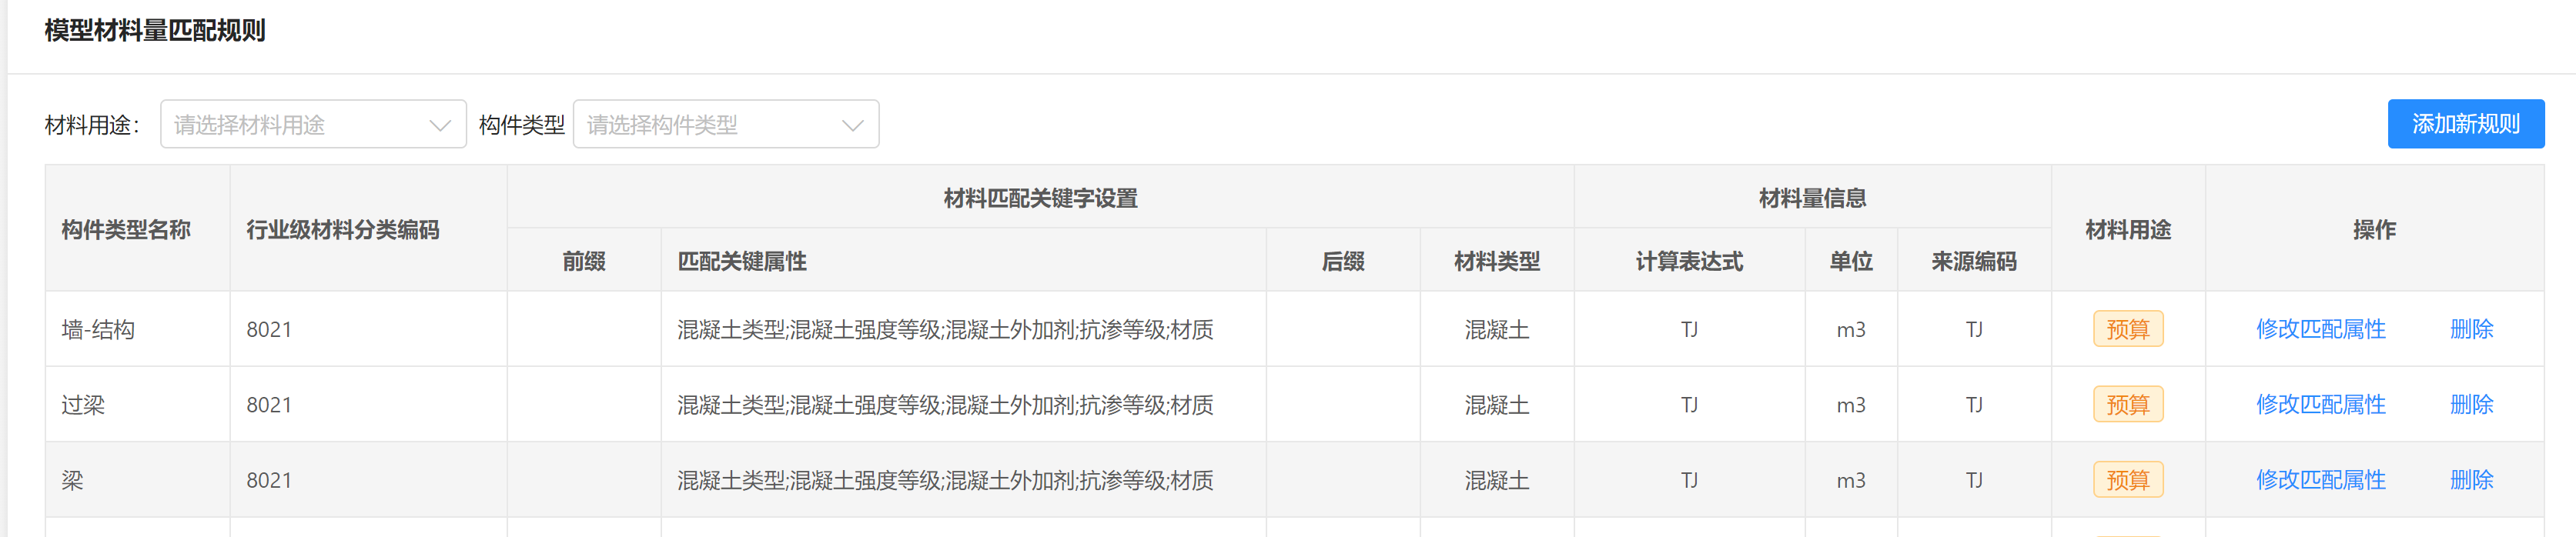 模型材料量匹配规则
材料用途： 请选择材料用途 构件类型 请选择构件类型 添加新规则
构件类型名称 行业级材料分类编码 材料匹配关键字设置 材料量信息 材料用途 操作
前缀 匹配关键属性 后缀 材料类型 计算表达式 单位 来源编码
墙-结构 8021 混凝土类型;混凝土强度等级;混凝土外加剂;抗渗等级;材质 混凝土 TJ m3 TJ 预算 修改匹配属性 删除
过梁 8021 混凝土类型;混凝土强度等级;混凝土外加剂;抗渗等级;材质 混凝土 TJ m3 TJ 预算 修改匹配属性 删除
梁 8021 混凝土类型;混凝土强度等级;混凝土外加剂;抗渗等级;材质 混凝土 TJ m3 TJ 预算 修改匹配属性 删除